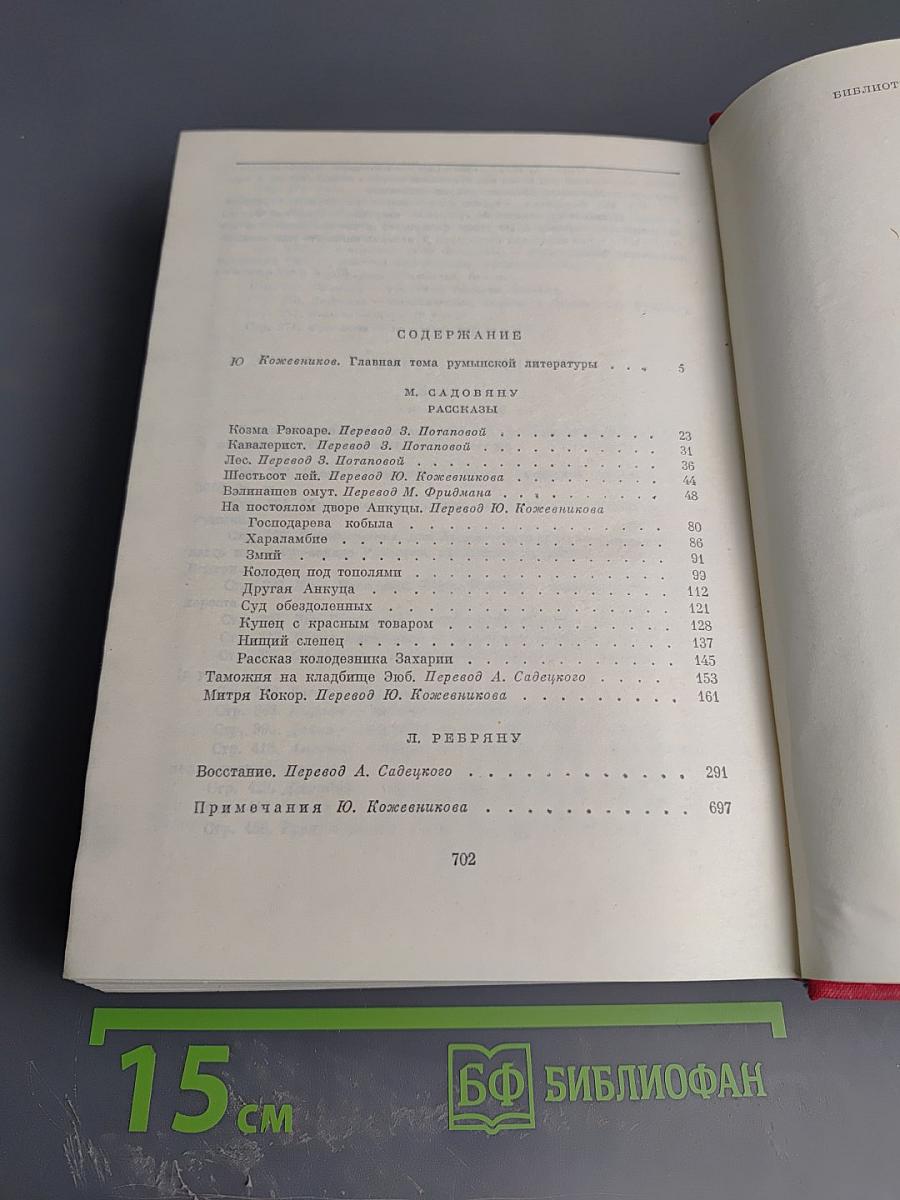 СОДЕРЖАНИЕ
Ю Кожевников. Главная тема румынской литературы . . . 5
М. САДОВЯНУ
РАССКАЗЫ
Козма Рэкоаре. Перевод З. Потаповой . . . . . . . . . . 23
Кавалерист. Перевод З. Потаповой . . . . . . . . . . . 31
Лес. Перевод З. Потаповой . . . . . . . . . . . . . . 36
Шестьсот лей. Перевод Ю. Кожевникова . . . . . . . . . 44
Вэлинашев омут. Перевод М. Фридмана . . . . . . . . . . 48
На постоялом дворе Анкуцы. Перевод Ю. Кожевникова
Господарева кобыла . . . . . . . . . . . . . . . 80
Хараламбие . . . . . . . . . . . . . . . . . . . 86
Змий . . . . . . . . . . . . . . . . . . . . . . 91
Колодец под тополями . . . . . . . . . . . . . . 99
Другая Анкуца . . . . . . . . . . . . . . . . . 112
Суд обездоленных . . . . . . . . . . . . . . . . 121
Купец с красным товаром . . . . . . . . . . . . 128
Нищий слепец . . . . . . . . . . . . . . . . . . 137
Рассказ колодезника Захарии . . . . . . . . . . . 145
Таможня на кладбище Эюб. Перевод А. Садецкого . . . . 153
Митря Кокор. Перевод Ю. Кожевникова . . . . . . . . . 161
Л. РЕБРЯНУ
Восстание. Перевод А. Садецкого . . . . . . . . . . . . 291
Примечания Ю. Кожевникова . . . . . . . . . . . 697
702
БИБЛИОТ
15 см
БФ БИБЛИОФАН